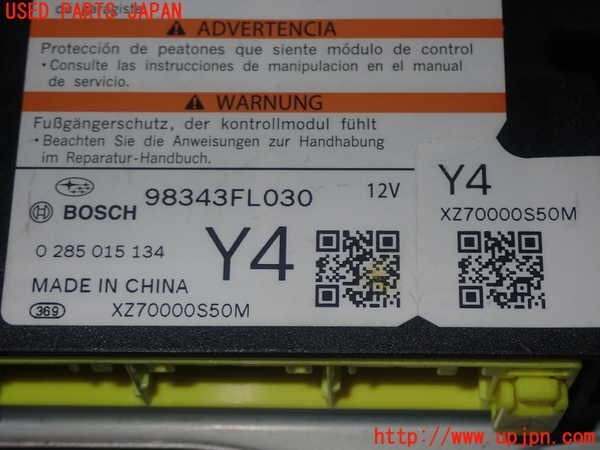 USED PARTS JAPAN
ADVERTENCIA
Protección de peatones que siente módulo de control
•Consulte las instrucciones de manipulacion en el manual
de servicio.
WARNUNG
Fußgängerschutz, der kontrollmodul fühlt
•Beachten Sie die Anweisungen zur Handhabung
im Reparatur-Handbuch.
BOSCH 98343FL030 12V
0 285 015 134 Y4
MADE IN CHINA
369 XZ70000S50M
Y4
XZ70000S50M
http://www.upjpn.com